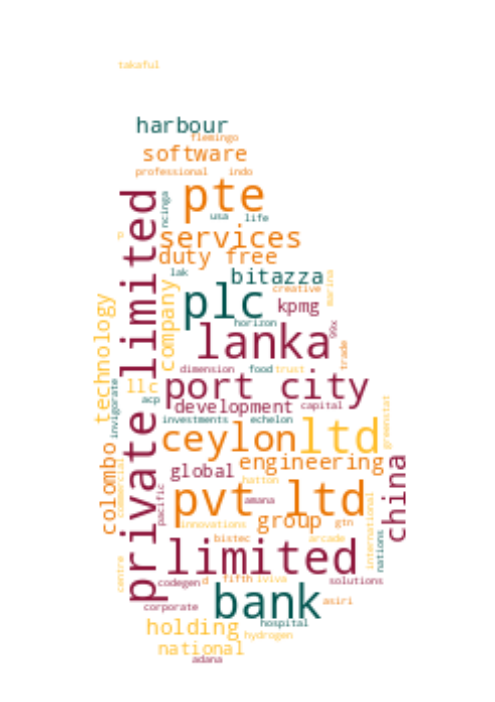 takaful
harbour
flamingo
software
professional indo
pte
private limited
ncinga
usa life
p
services
duty free
lak
bitazza
creative
marina
company
plc
kpmg
technology
horizon
99x
lanka
trade
dimension food trust
llc
port city
invigorate
acp
development capital
greenstat
investments echelon
ceylon
ltd
colombo
commercial
engineering
global
china
hatton
pacific
pvt ltd
amana
international
innovations
group
gtn
nations
bistec
arcade
limited
centre
codegen
d
fifth
iviva
solutions
bank
asiri
corporate
holding
hospital
hydrogen
national
adana